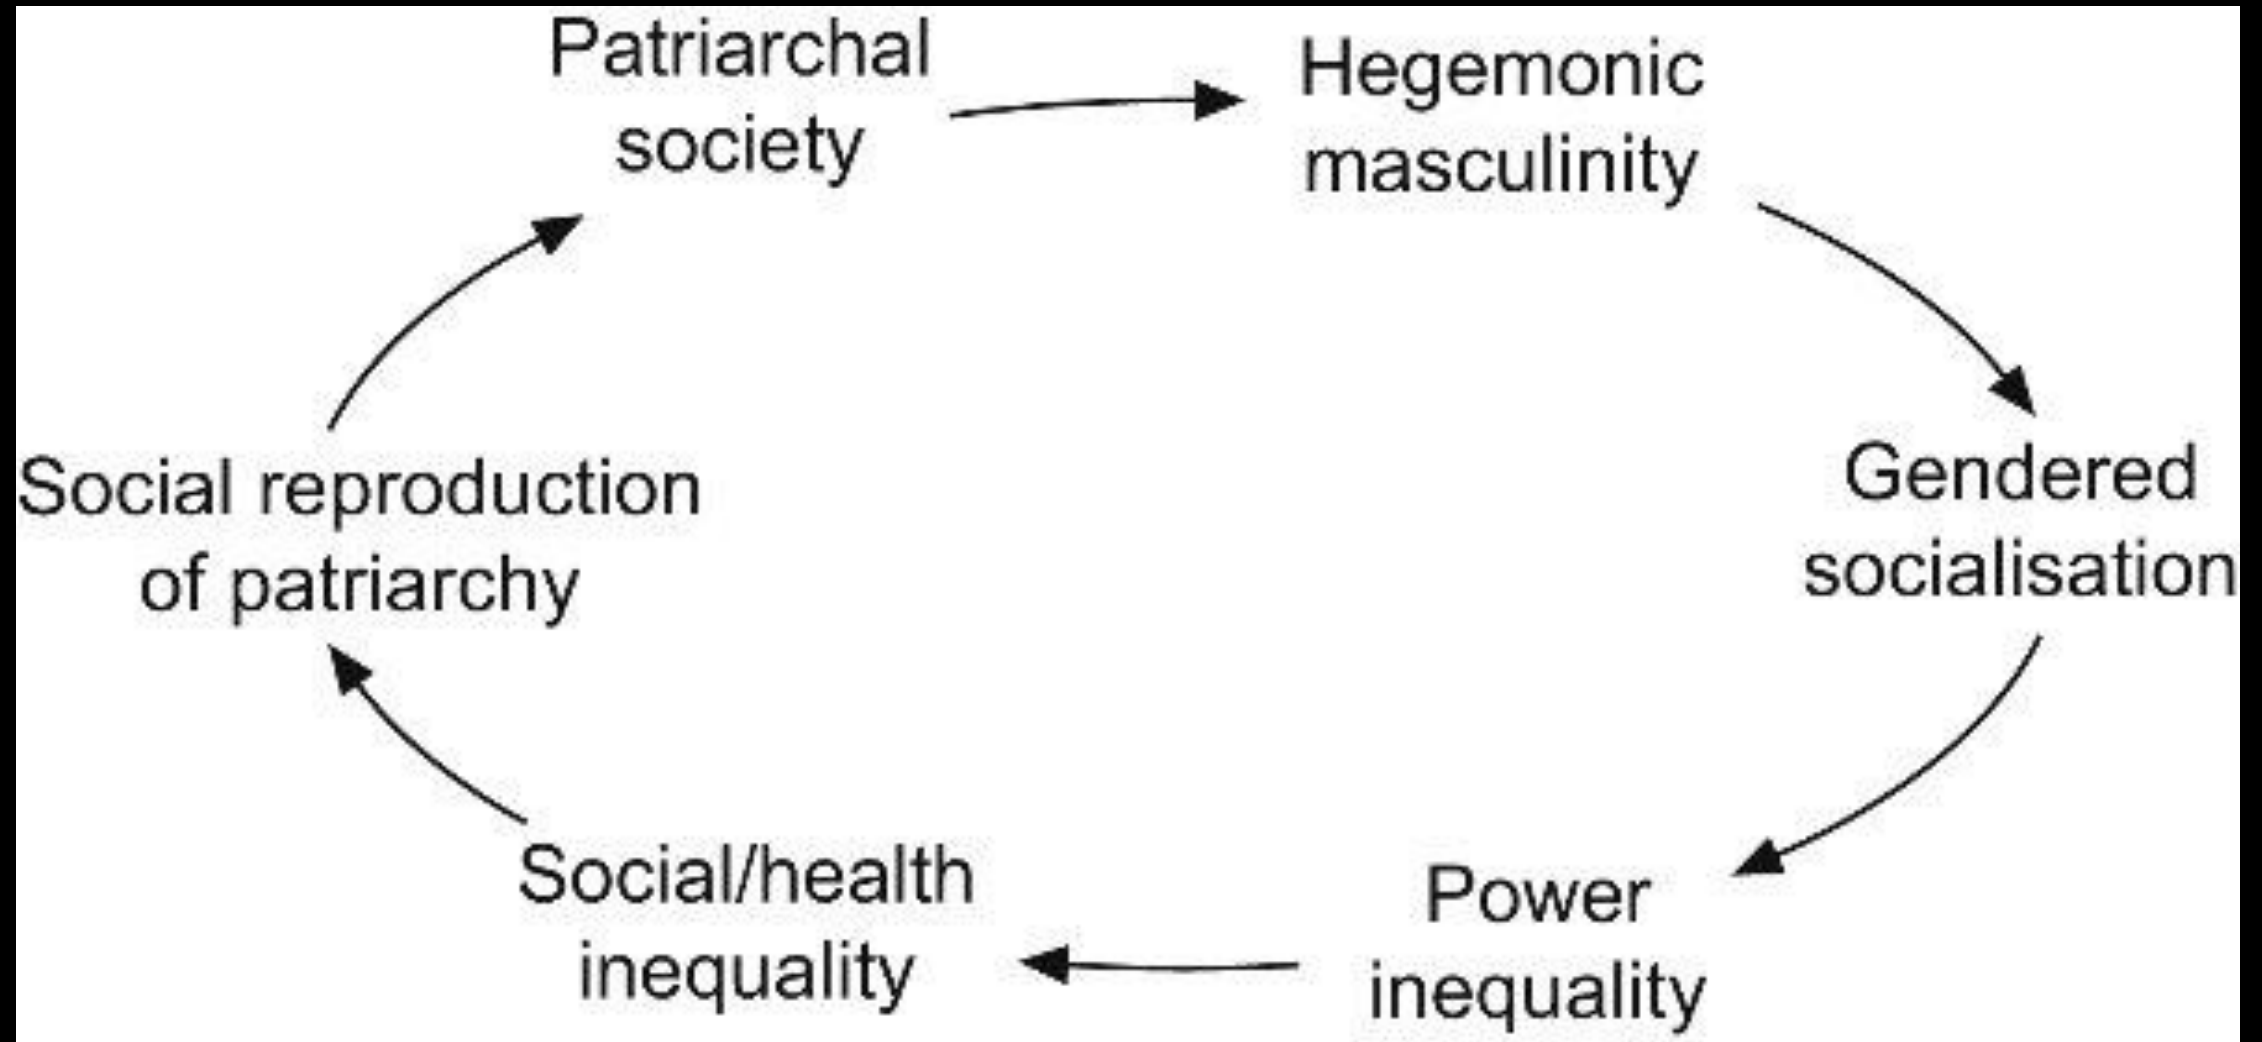 Patriarchal
society
Hegemonic
masculinity
Gendered
socialisation
Power
inequality
Social/health
inequality
Social reproduction
of patriarchy